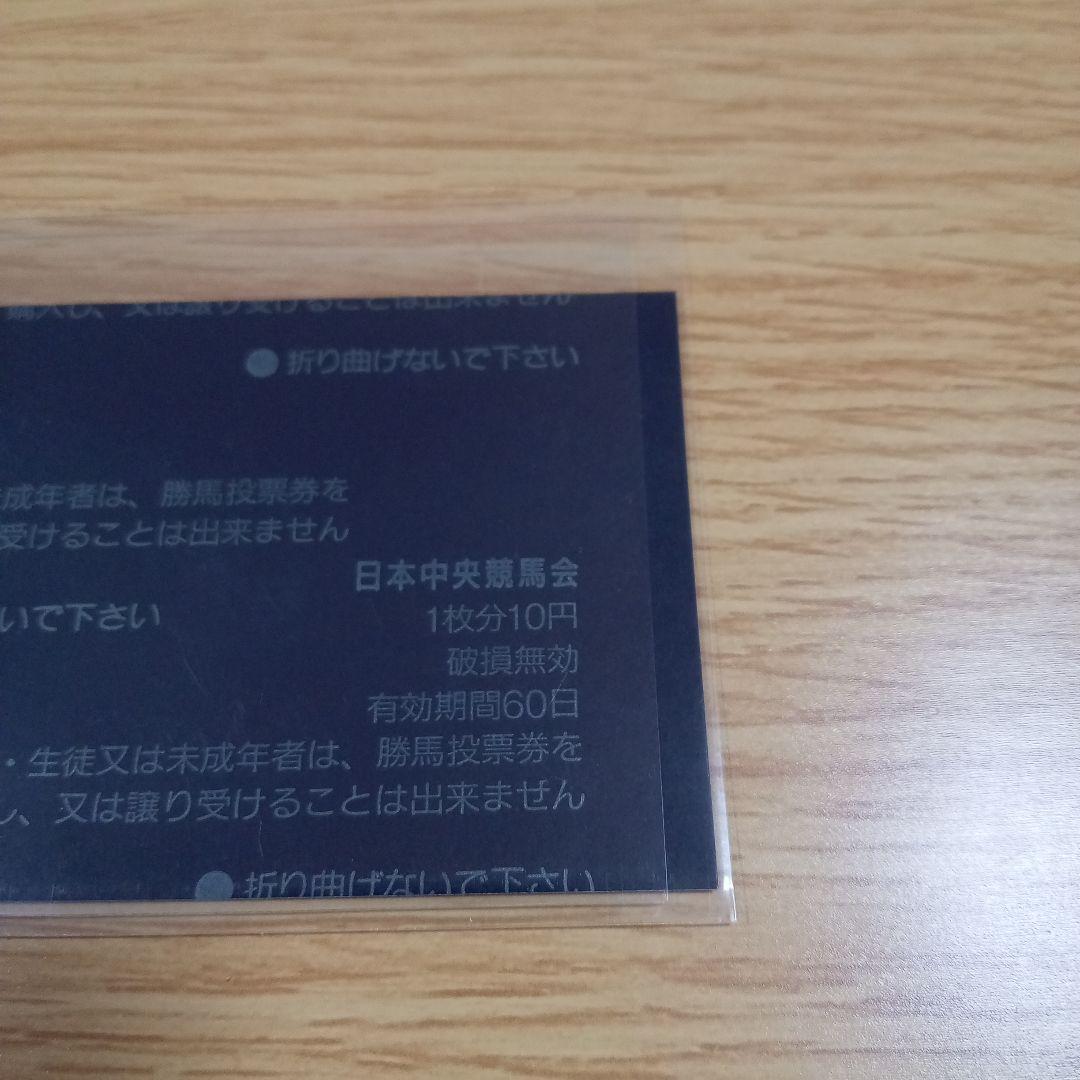 購入し、又は譲り受けることは出来ません
●折り曲げないで下さい
未成年者は、勝馬投票券を
受けることは出来ません
日本中央競馬会
いで下さい
1枚分10円
破損無効
有効期間60日
・生徒又は未成年者は、勝馬投票券を
し、又は譲り受けることは出来ません
●折り曲げないで下さい